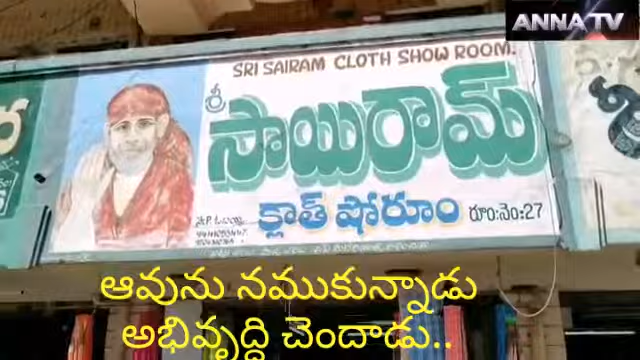 ANNA TV
SRI SAIRAM CLOTH SHOW ROOM.
శ్రీ
సాయిరామ్
క్లాత్ షోరూం రూం:నెం:27
ఆవును నముకున్నాడు
అభివృద్ధి చెందాడు..